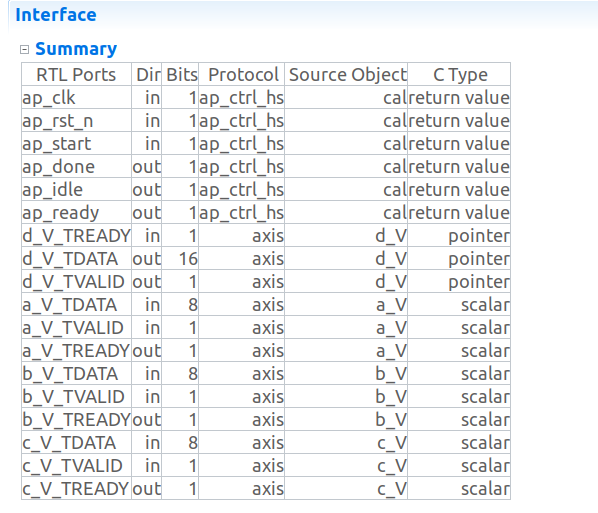 Interface
Summary
RTL Ports Dir Bits Protocol Source Object C Type
ap_clk in 1 ap_ctrl_hs cal return value
ap_rst_n in 1 ap_ctrl_hs cal return value
ap_start in 1 ap_ctrl_hs cal return value
ap_done out 1 ap_ctrl_hs cal return value
ap_idle out 1 ap_ctrl_hs cal return value
ap_ready out 1 ap_ctrl_hs cal return value
d_V_TREADY in 1 axis d_V pointer
d_V_TDATA out 16 axis d_V pointer
d_V_TVALID out 1 axis d_V pointer
a_V_TDATA in 8 axis a_V scalar
a_V_TVALID in 1 axis a_V scalar
a_V_TREADY out 1 axis a_V scalar
b_V_TDATA in 8 axis b_V scalar
b_V_TVALID in 1 axis b_V scalar
b_V_TREADY out 1 axis b_V scalar
c_V_TDATA in 8 axis c_V scalar
c_V_TVALID in 1 axis c_V scalar
c_V_TREADY out 1 axis c_V scalar